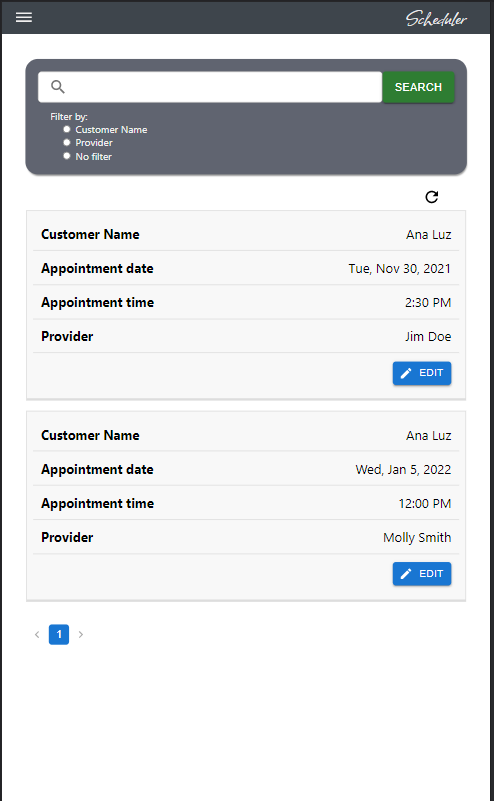 Scheduler
SEARCH
Filter by:
Customer Name
Provider
No filter
Customer Name Ana Luz
Appointment date Tue, Nov 30, 2021
Appointment time 2:30 PM
Provider Jim Doe
EDIT
Customer Name Ana Luz
Appointment date Wed, Jan 5, 2022
Appointment time 12:00 PM
Provider Molly Smith
EDIT
1